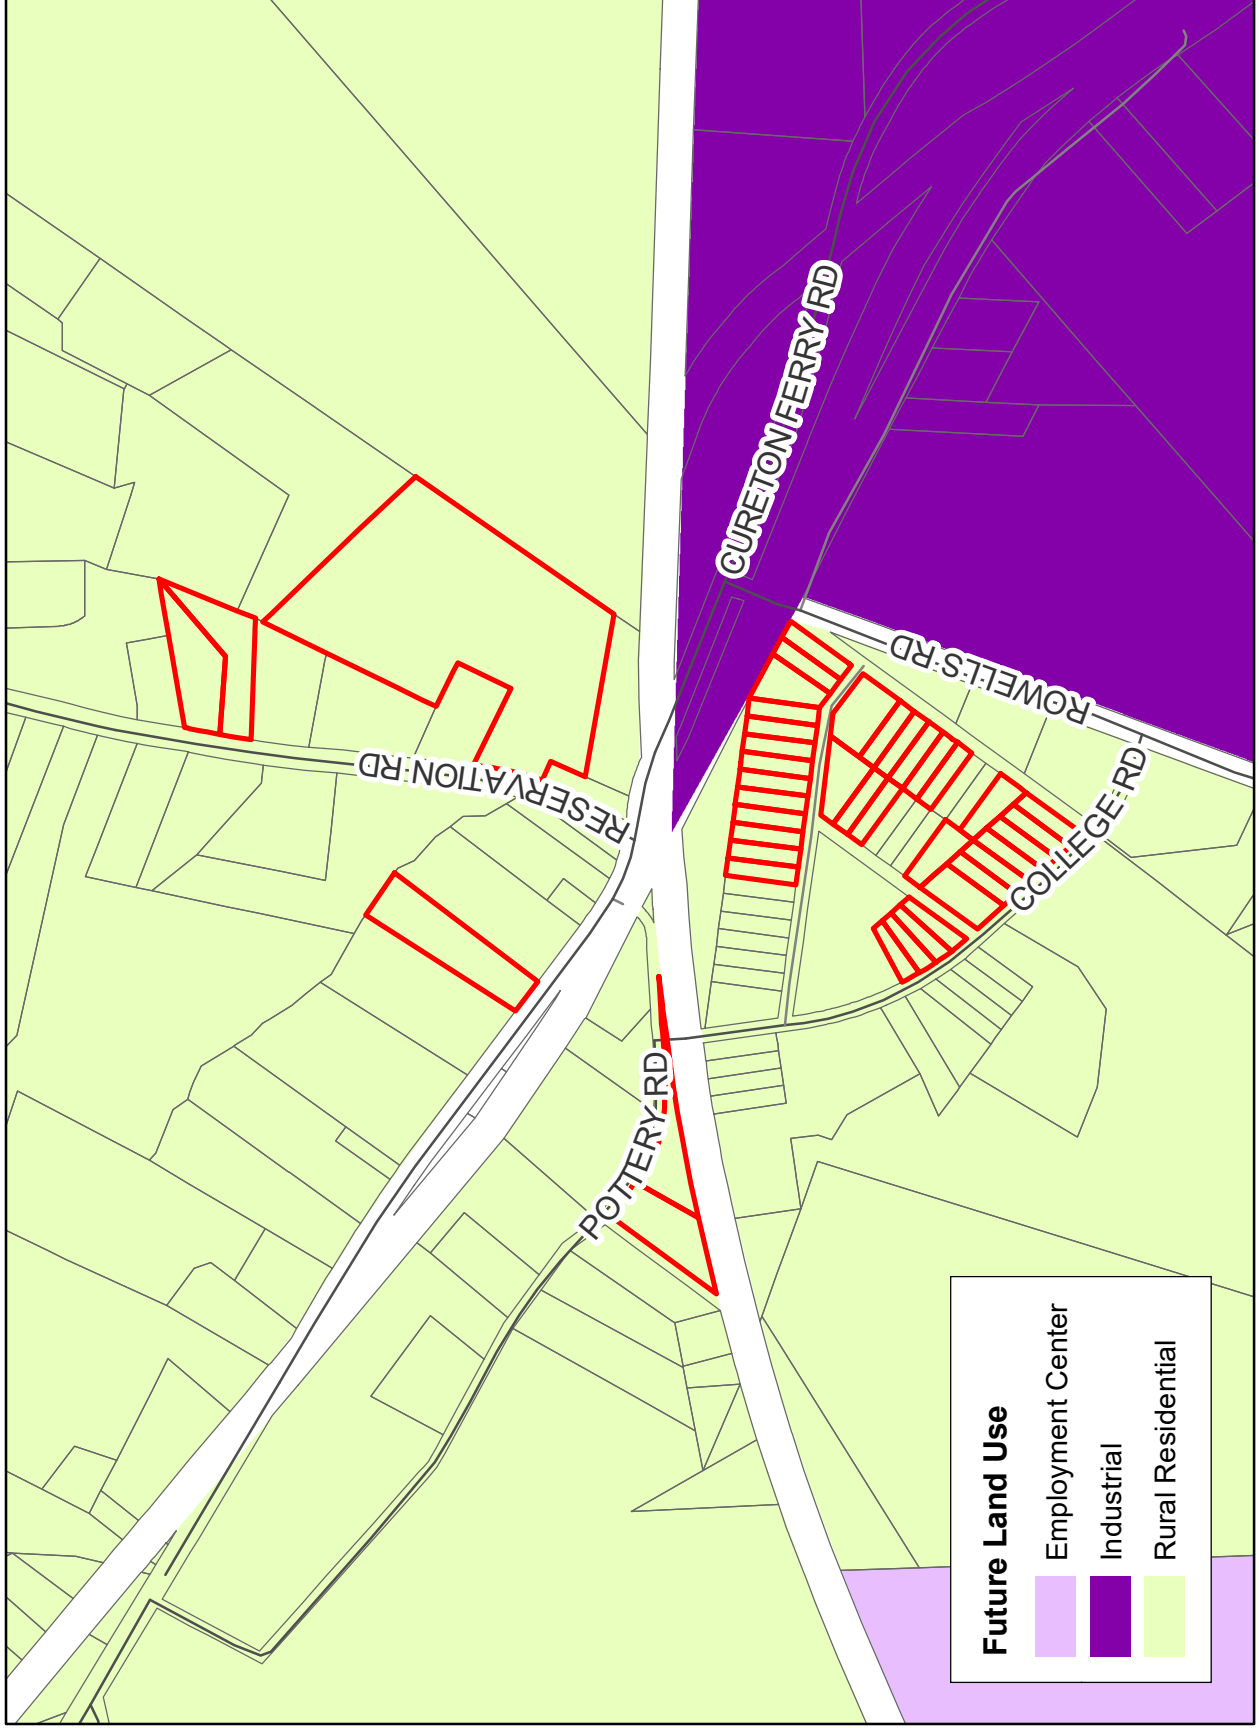 RESERVATION RD
CURETON FERRY RD
ROWELLS RD
COLLEGE RD
POTTERY RD
Future Land Use
Employment Center
Industrial
Rural Residential